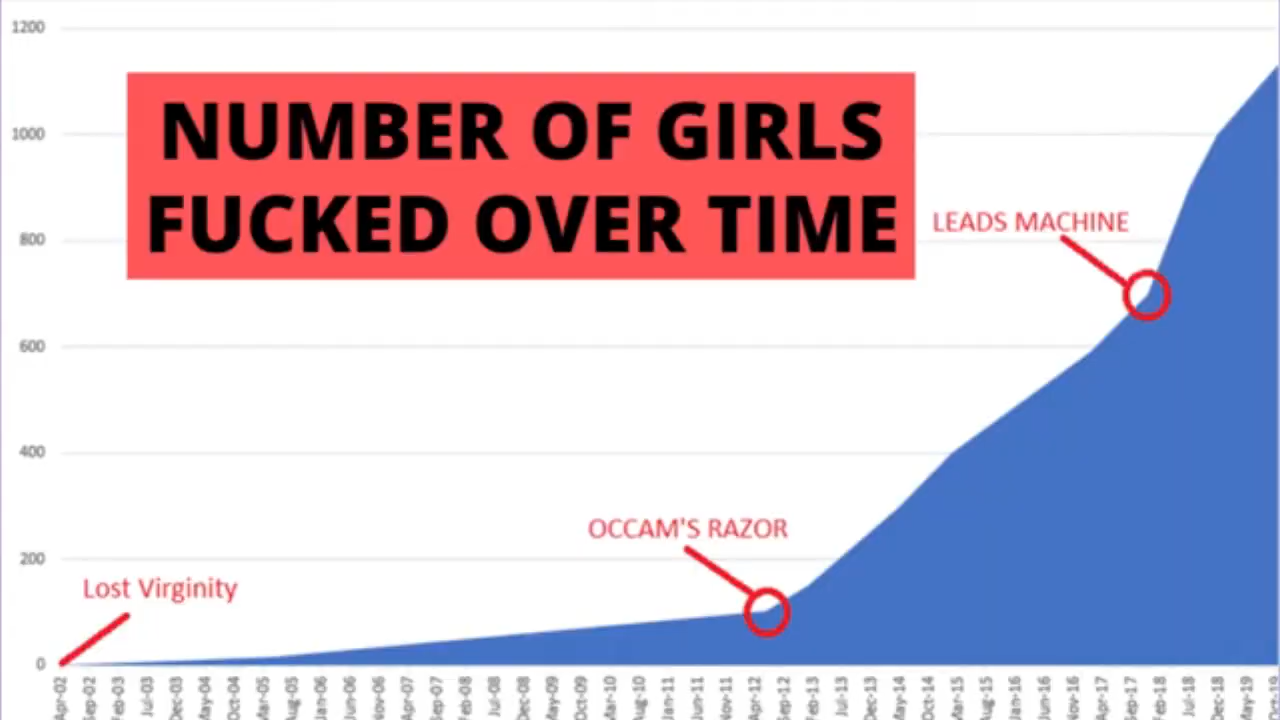 1200
NUMBER OF GIRLS
FUCKED OVER TIME
1000
LEADS MACHINE
800
600
400
OCCAM'S RAZOR
200
Lost Virginity
0
Apr-02
Sep-02
Feb-03
Jul-03
Dec-03
May-04
Oct-04
Mar-05
Aug-05
Jan-06
Jun-06
Nov-06
Apr-07
Sep-07
Feb-08
Jul-08
Dec-08
May-09
Oct-09
Mar-10
Aug-10
Jan-11
Jun-11
Nov-11
Apr-12
Sep-12
Feb-13
Jul-13
Dec-13
May-14
Oct-14
Mar-15
Aug-15
Jan-16
Jun-16
Nov-16
Apr-17
Sep-17
Feb-18
Jul-18
Dec-18
May-19
Oct-19